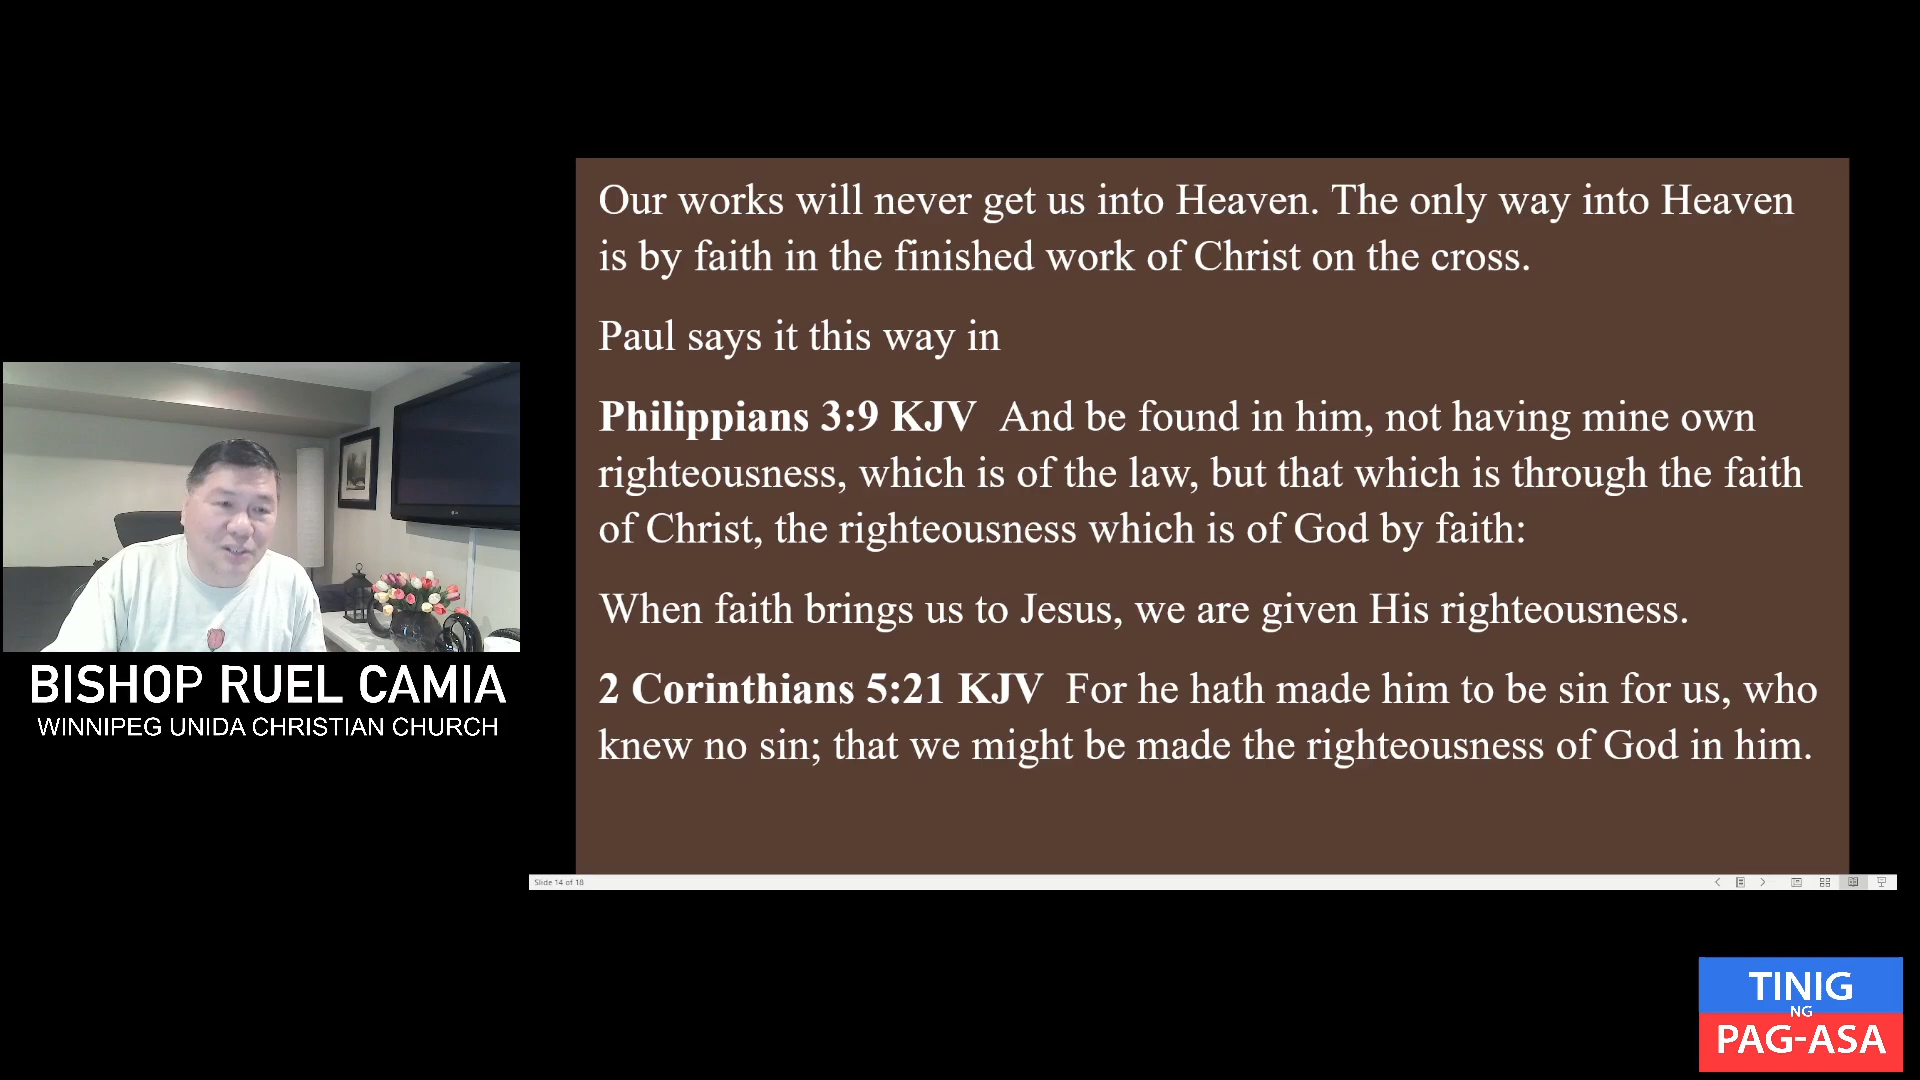 Our works will never get us into Heaven. The only way into Heaven
is by faith in the finished work of Christ on the cross.
Paul says it this way in
Philippians 3:9 KJV And be found in him, not having mine own
righteousness, which is of the law, but that which is through the faith
of Christ, the righteousness which is of God by faith:
When faith brings us to Jesus, we are given His righteousness.
2 Corinthians 5:21 KJV For he hath made him to be sin for us, who
knew no sin; that we might be made the righteousness of God in him.
BISHOP RUEL CAMIA
WINNIPEG UNIDA CHRISTIAN CHURCH
Slide 14 of 18
TINIG
NG
PAG-ASA